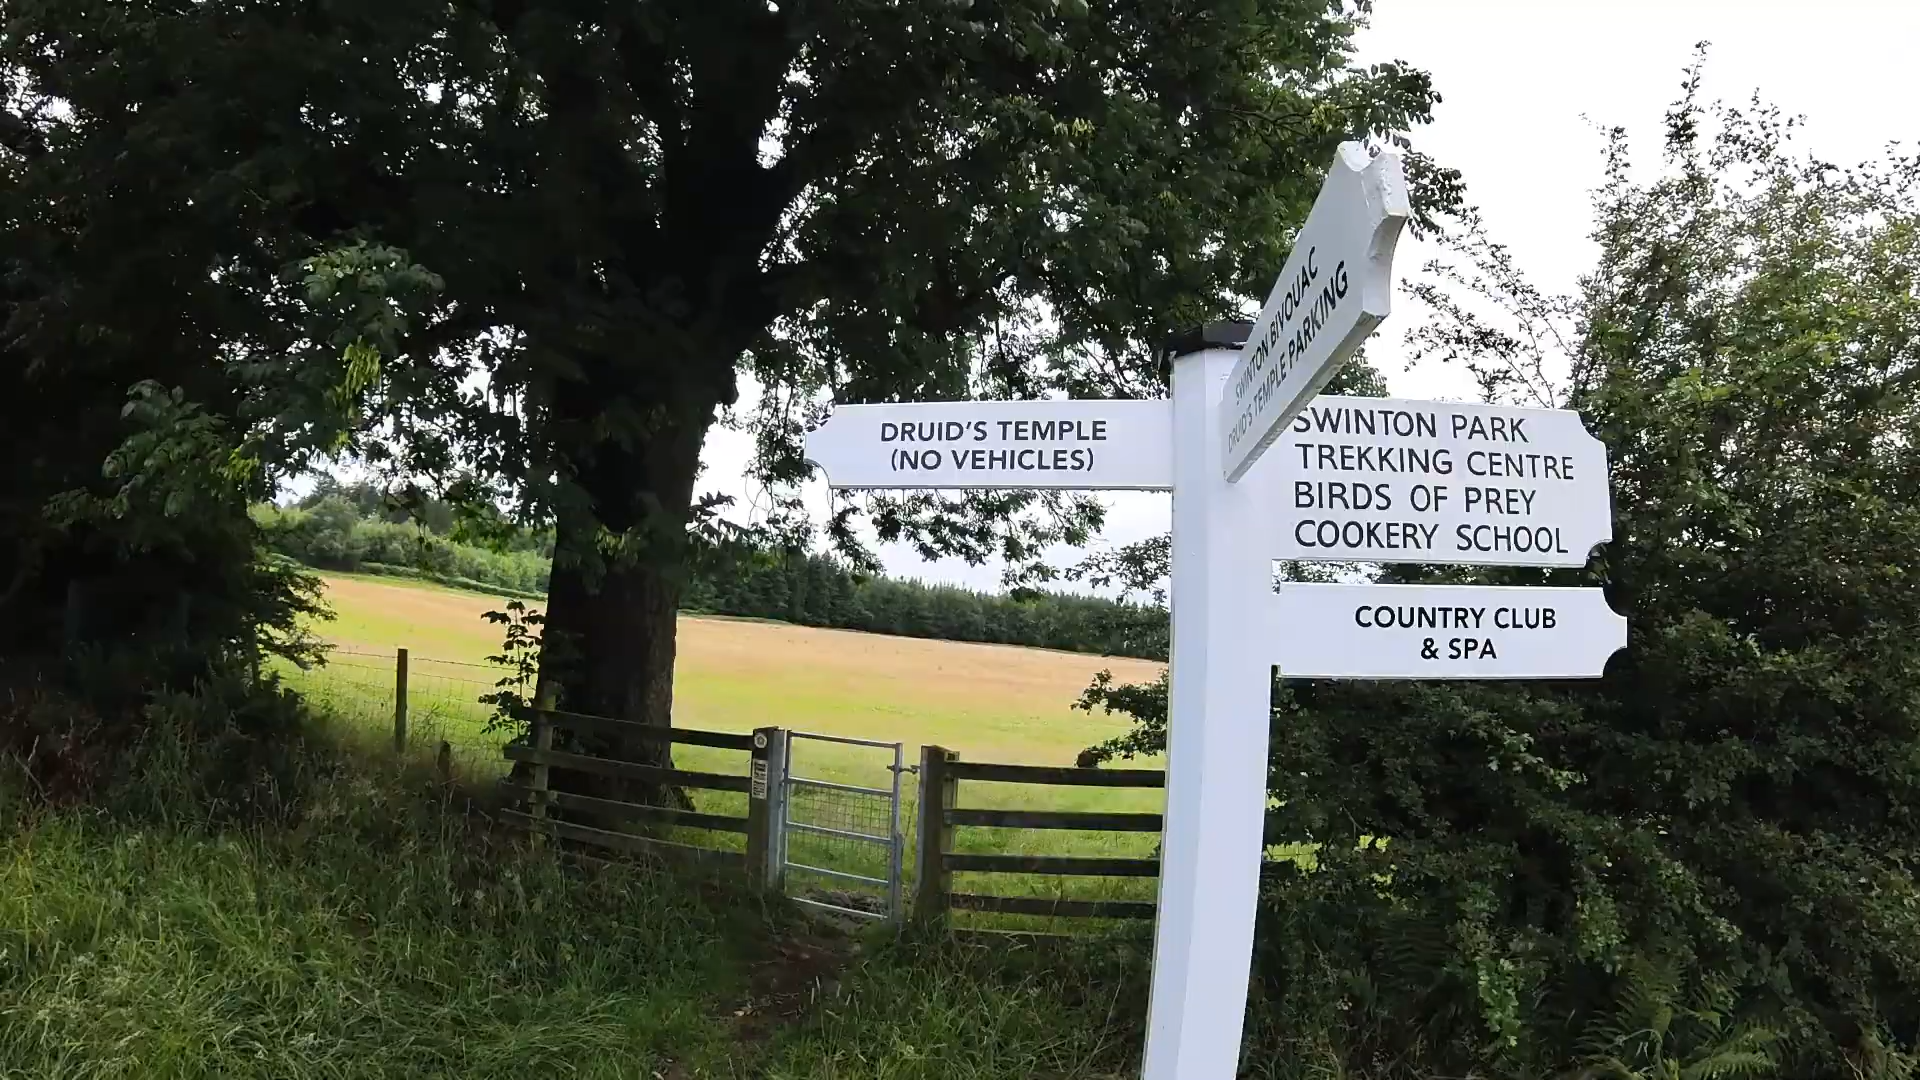 SWINTON BIVOUAC
DRUID'S TEMPLE PARKING
DRUID'S TEMPLE
(NO VEHICLES)
SWINTON PARK
TREKKING CENTRE
BIRDS OF PREY
COOKERY SCHOOL
COUNTRY CLUB
& SPA